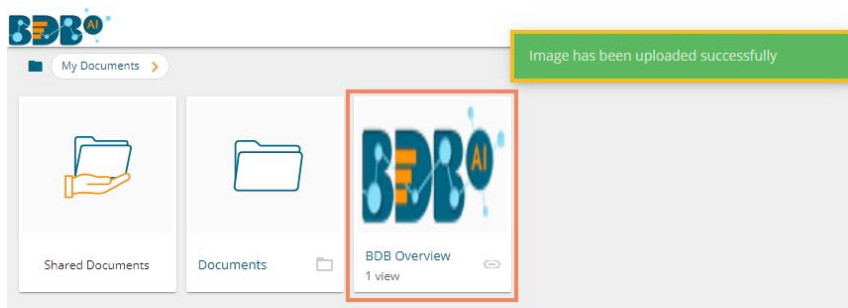 BDB AI
Image has been uploaded successfully
My Documents >
Shared Documents
Documents
BDB AI
BDB Overview
1 view